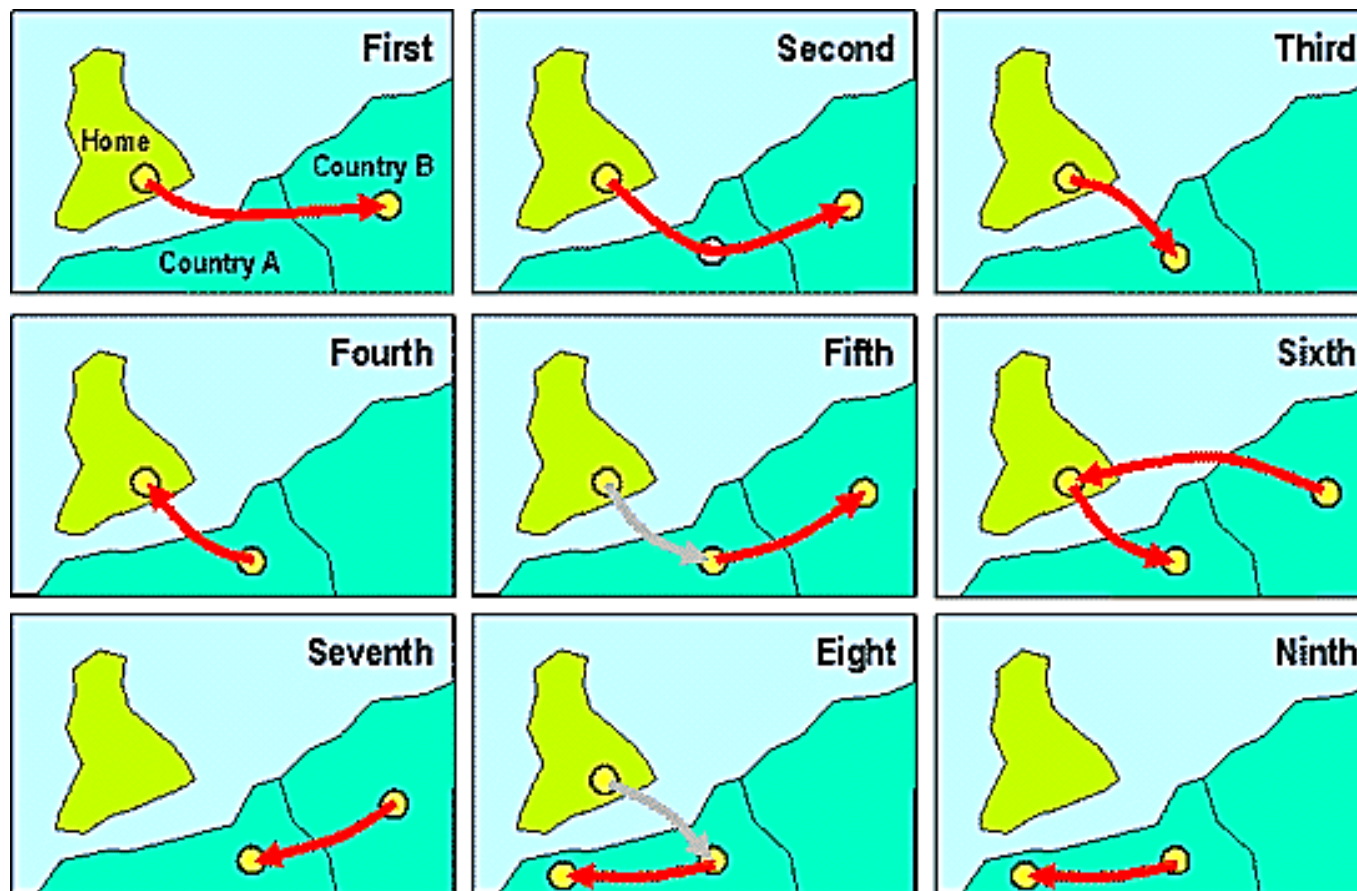 First
Home
Country B
Country A
Second
Third
Fourth
Fifth
Sixth
Seventh
Eight
Ninth